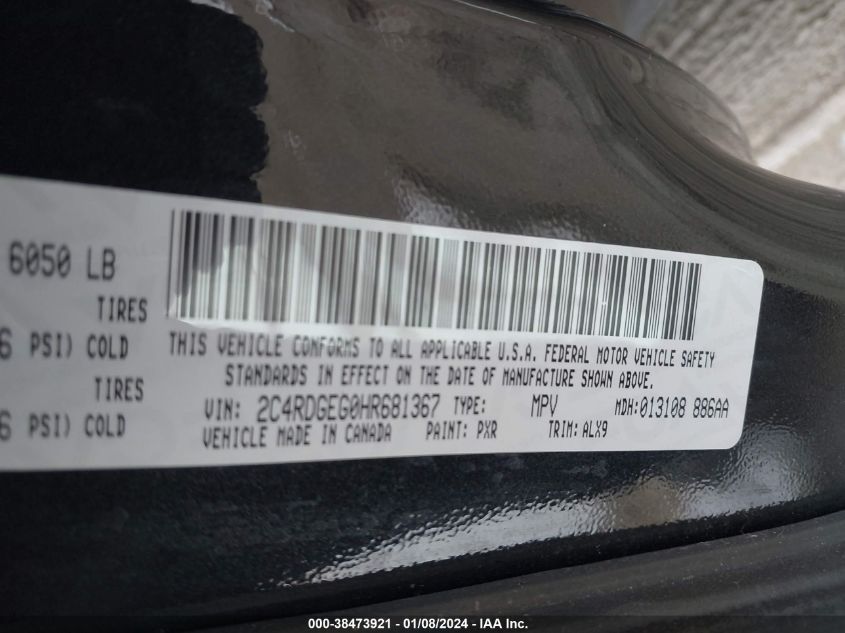 6050 LB
TIRES
6 PSI) COLD
TIRES
6 PSI) COLD
THIS VEHICLE CONFORMS TO ALL APPLICABLE U.S.A. FEDERAL MOTOR VEHICLE SAFETY
STANDARDS IN EFFECT ON THE DATE OF MANUFACTURE SHOWN ABOVE.
VIN: 2C4RDGEG0HR681367 TYPE: MPV MDH:013108 886AA
VEHICLE MADE IN CANADA PAINT: PXR TRIM: ALX9
000-38473921 - 01/08/2024 - IAA Inc.